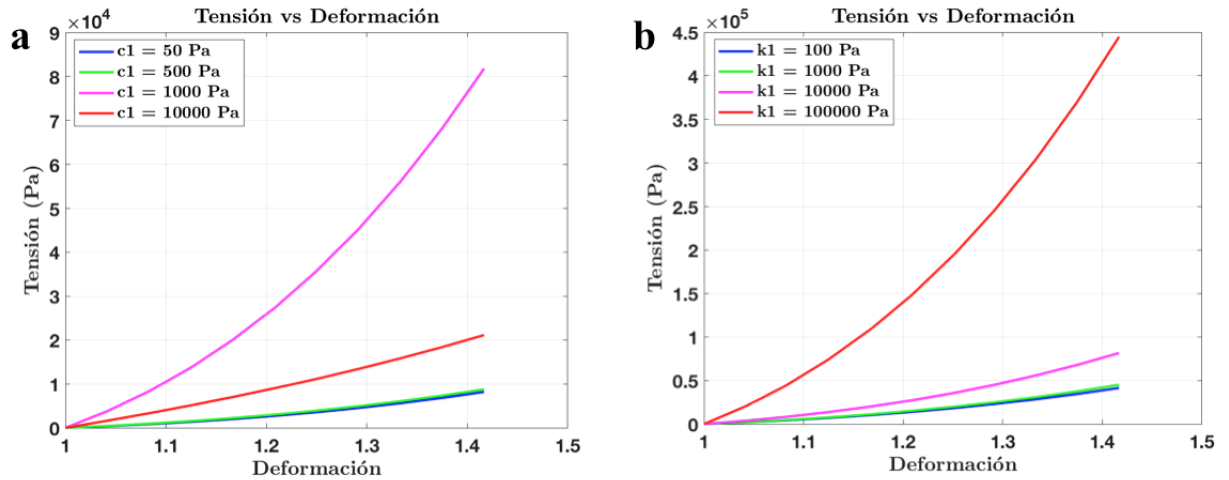 a
Tensión vs Deformación
×10⁴
c1 = 50 Pa
c1 = 500 Pa
c1 = 1000 Pa
c1 = 10000 Pa
9
8
7
6
5
4
3
2
1
0
Tensión (Pa)
1 1.1 1.2 1.3 1.4 1.5
Deformación
b
Tensión vs Deformación
×10⁵
k1 = 100 Pa
k1 = 1000 Pa
k1 = 10000 Pa
k1 = 100000 Pa
4.5
4
3.5
3
2.5
2
1.5
1
0.5
0
Tensión (Pa)
1 1.1 1.2 1.3 1.4 1.5
Deformación